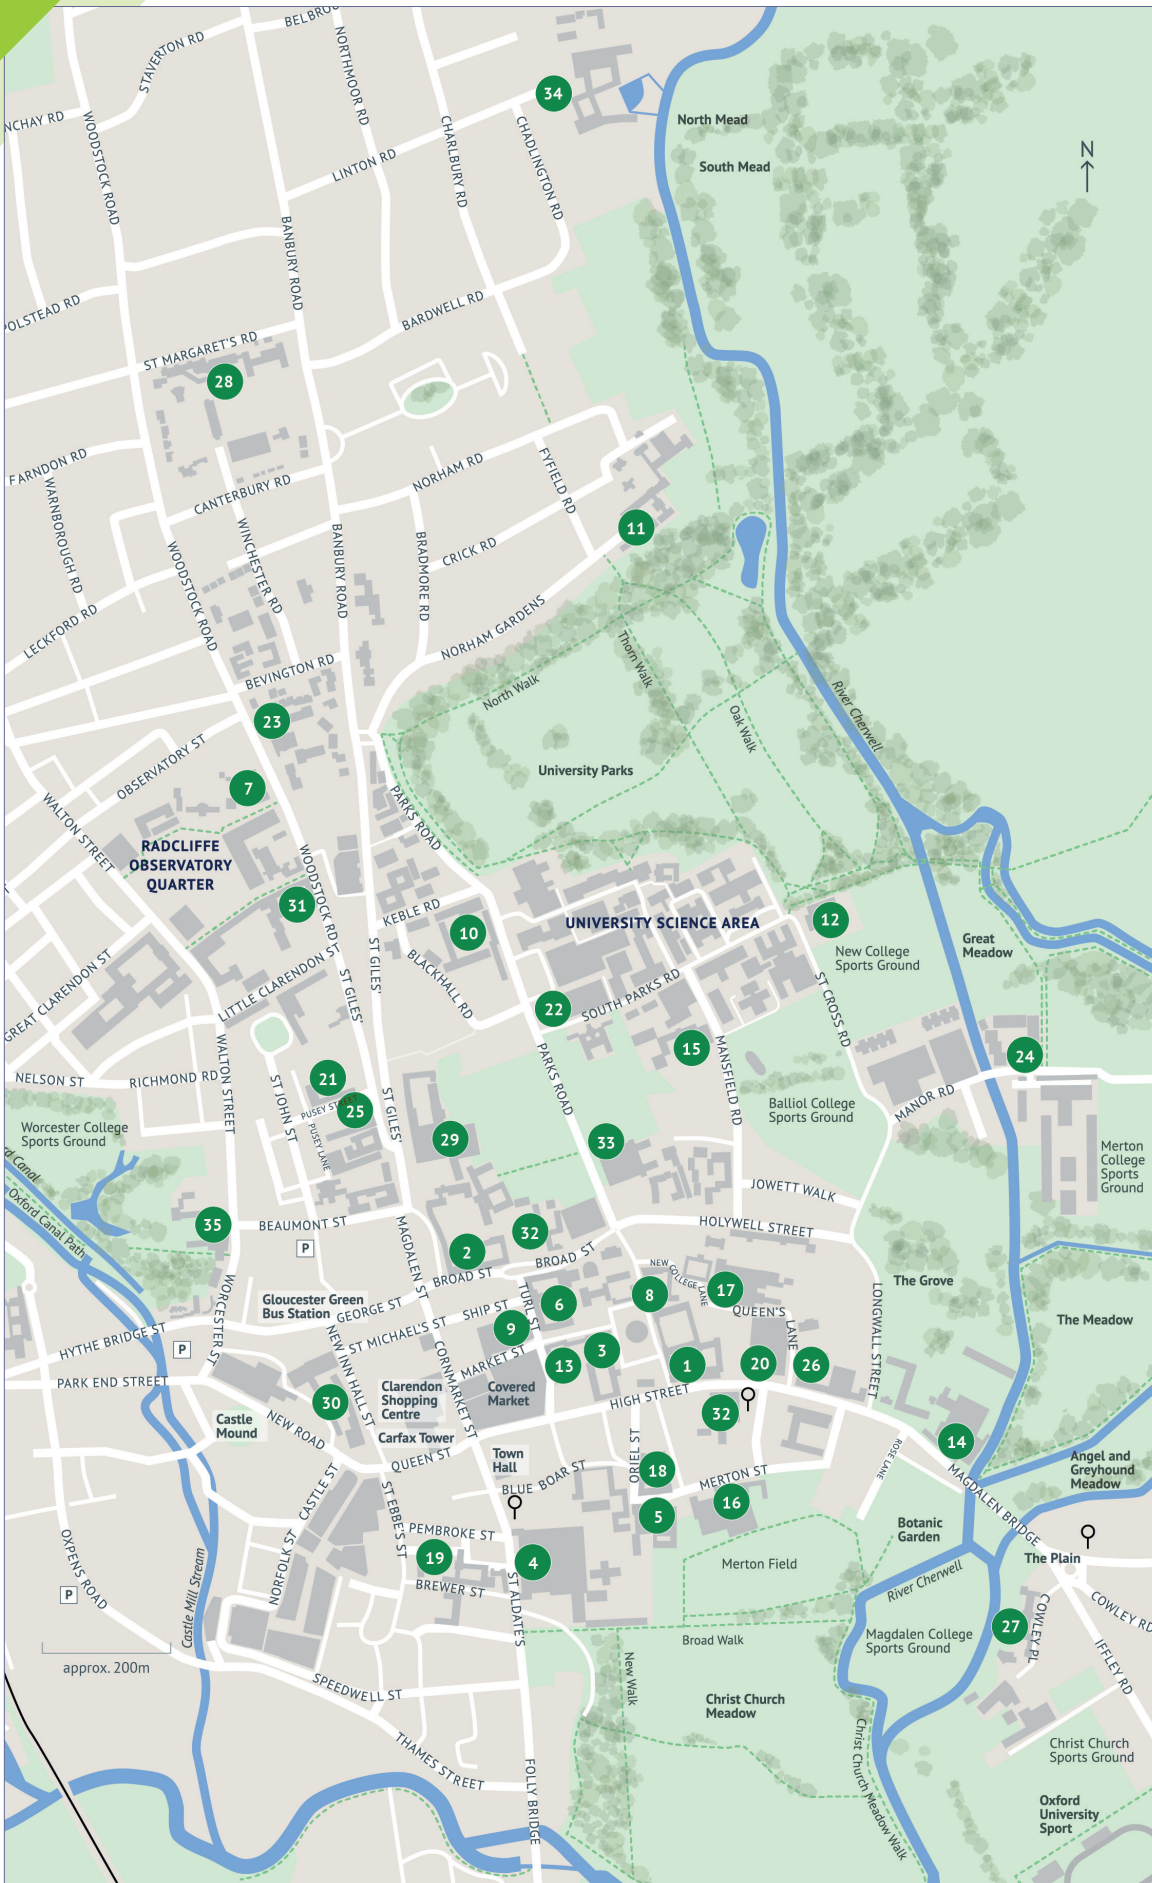 STAVERTON RD
BELBRO
NORTHMOOR RD
NCHAY RD
WOODSTOCK ROAD
34
CHARLBURY RD
CHADLINGTON RD
LINTON RD
North Mead
South Mead
N
BANBURY ROAD
POLSTEAD RD
BARDWELL RD
ST MARGARET'S RD
28
FARNDON RD
WARNBOROUGH RD
CANTERBURY RD
NORHAM RD
FYFIELD RD
11
WINCHESTER RD
WOODSTOCK ROAD
BANBURY ROAD
BRADMORE RD
CRICK RD
LECKFORD RD
NORHAM GARDENS
BEVINGTON RD
Thorn Walk
North Walk
Oak Walk
River Cherwell
23
OBSERVATORY ST
University Parks
7
WALTON STREET
PARKS ROAD
RADCLIFFE
OBSERVATORY
QUARTER
WOODSTOCK RD
31
KEBLE RD
10
UNIVERSITY SCIENCE AREA
12
New College
Sports Ground
Great
Meadow
GREAT CLARENDON ST
LITTLE CLARENDON ST
ST GILES'
ST GILES'
BLACKHALL RD
22
SOUTH PARKS RD
ST CROSS RD
15
24
NELSON ST
RICHMOND RD
WALTON STREET
ST JOHN ST
21
PUSEY STREET
25
PUSEY LANE
ST GILES'
PARKS ROAD
MANSFIELD RD
Balliol College
Sports Ground
MANOR RD
Worcester College
Sports Ground
29
33
Merton
College
Sports
Ground
rd Canal
Oxford Canal Path
JOWETT WALK
35
BEAUMONT ST
P
MAGDALEN ST
32
HOLYWELL STREET
2
BROAD ST
BROAD ST
NEW COLLEGE LANE
The Grove
The Meadow
WORCESTER ST
Gloucester Green
Bus Station
GEORGE ST
SHIP ST
TURL ST
6
8
17
QUEEN'S
LANE
LONGWALL STREET
HYTHE BRIDGE ST
P
ST MICHAEL'S ST
9
MARKET ST
13
3
1
20
26
PARK END STREET
NEW INN HALL ST
CORNMARKET ST
30
Clarendon
Shopping
Centre
Covered
Market
HIGH STREET
32
Castle
Mound
NEW ROAD
Carfax Tower
QUEEN ST
Town
Hall
ORIEL ST
18
MERTON ST
ROSE LANE
14
MAGDALEN BRIDGE
Angel and
Greyhound
Meadow
CASTLE ST
BLUE BOAR ST
16
5
ST EBBE'S ST
PEMBROKE ST
Botanic
Garden
The Plain
OXPENS ROAD
NORFOLK ST
19
4
BREWER ST
ST ALDATE'S
Merton Field
River Cherwell
COWLEY RD
COWLEY PL
27
IFFLEY RD
P
Castle Mill Stream
Magdalen College
Sports Ground
Broad Walk
approx. 200m
SPEEDWELL ST
New Walk
Christ Church
Meadow
Christ Church Meadow Walk
Christ Church
Sports Ground
THAMES STREET
FOLLY BRIDGE
Oxford
University
Sport